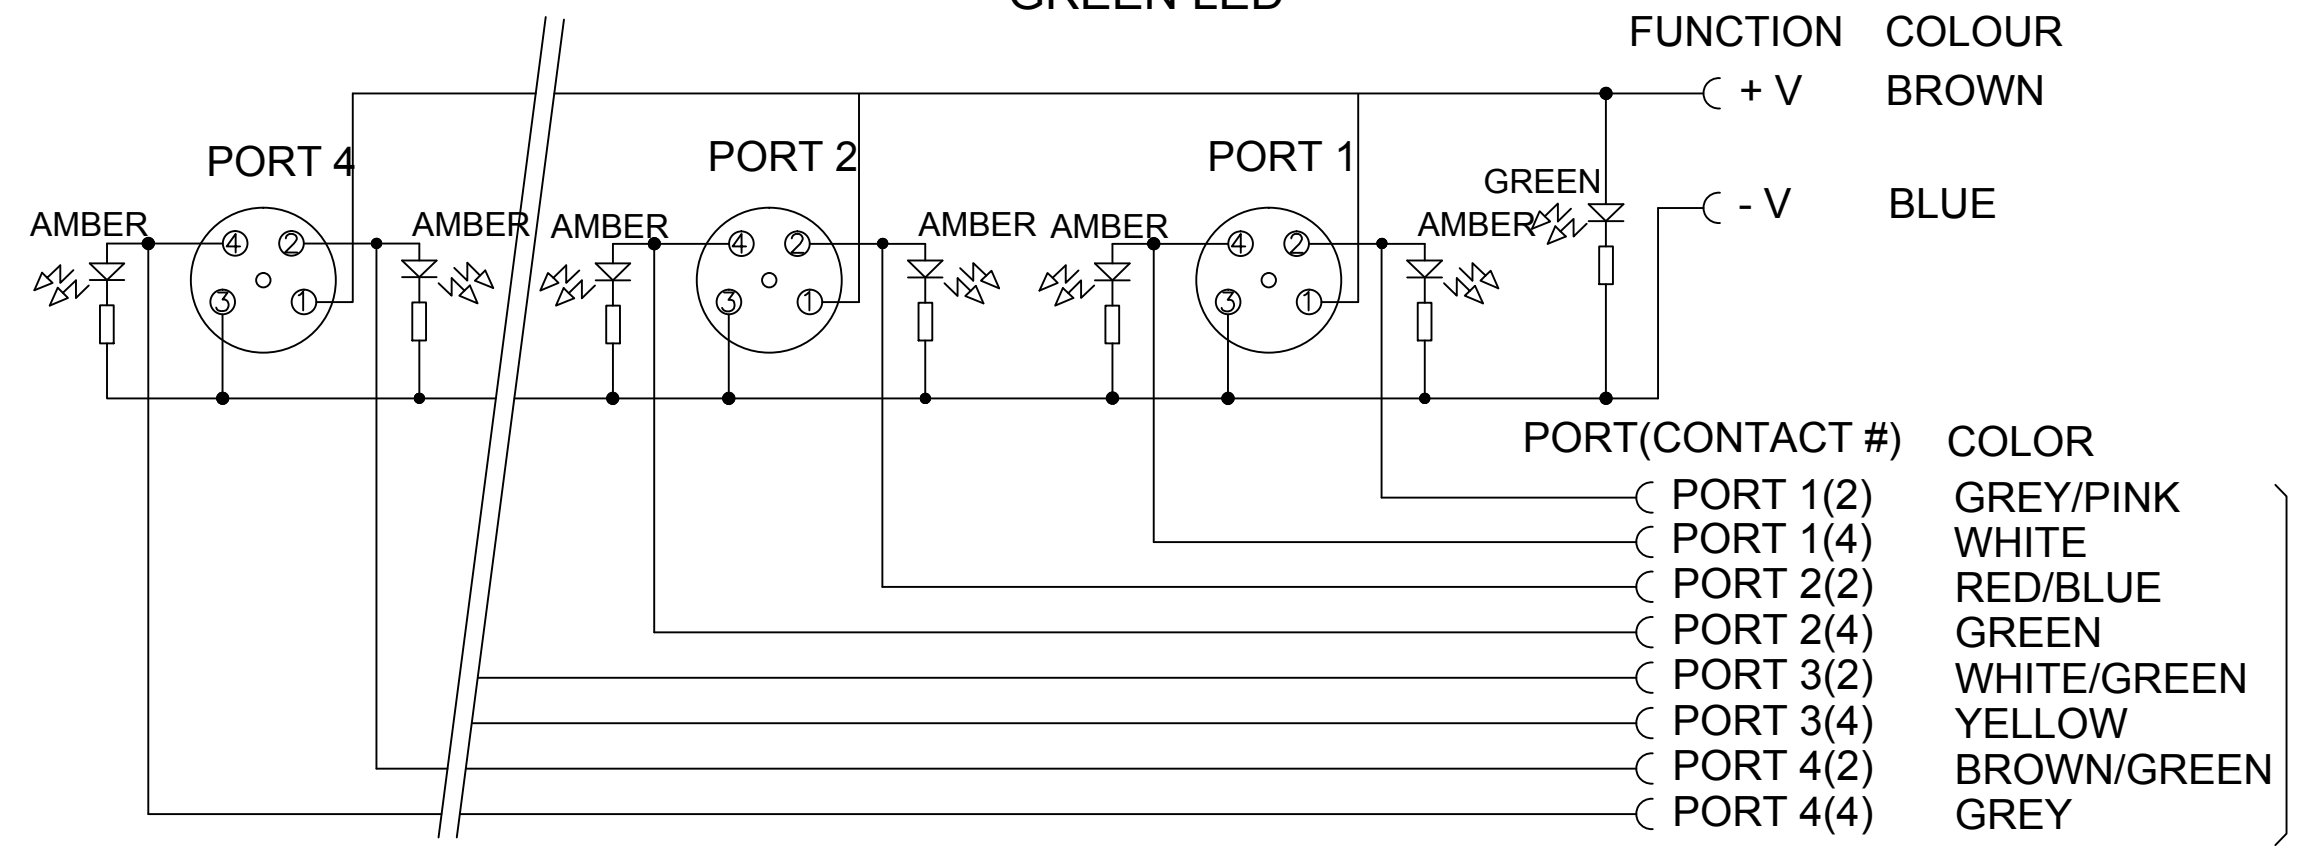 GREEN LED
FUNCTION COLOUR
+ V BROWN
PORT 4 PORT 2 PORT 1
GREEN
- V BLUE
AMBER AMBER AMBER AMBER AMBER AMBER
4 2 4 2 4 2
3 1 3 1 3 1
PORT(CONTACT #) COLOR
PORT 1(2) GREY/PINK
PORT 1(4) WHITE
PORT 2(2) RED/BLUE
PORT 2(4) GREEN
PORT 3(2) WHITE/GREEN
PORT 3(4) YELLOW
PORT 4(2) BROWN/GREEN
PORT 4(4) GREY